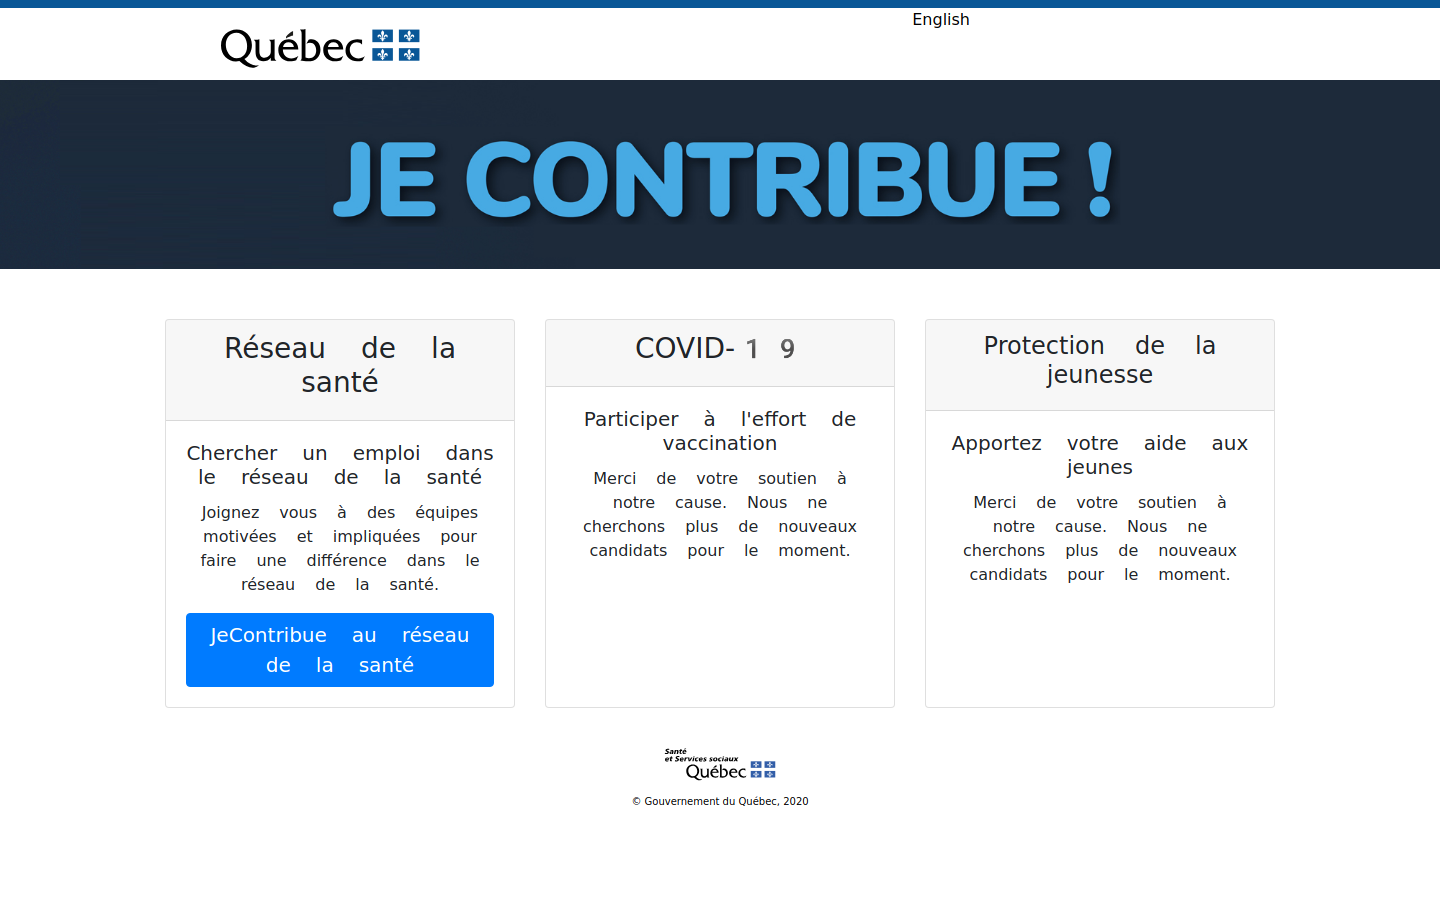 English
Québec
JE CONTRIBUE !
Réseau de la
santé
Chercher un emploi dans
le réseau de la santé
Joignez vous à des équipes
motivées et impliquées pour
faire une différence dans le
réseau de la santé.
JeContribue au réseau
de la santé
COVID-19
Participer à l'effort de
vaccination
Merci de votre soutien à
notre cause. Nous ne
cherchons plus de nouveaux
candidats pour le moment.
Protection de la
jeunesse
Apportez votre aide aux
jeunes
Merci de votre soutien à
notre cause. Nous ne
cherchons plus de nouveaux
candidats pour le moment.
Santé
et Services sociaux
Québec
© Gouvernement du Québec, 2020